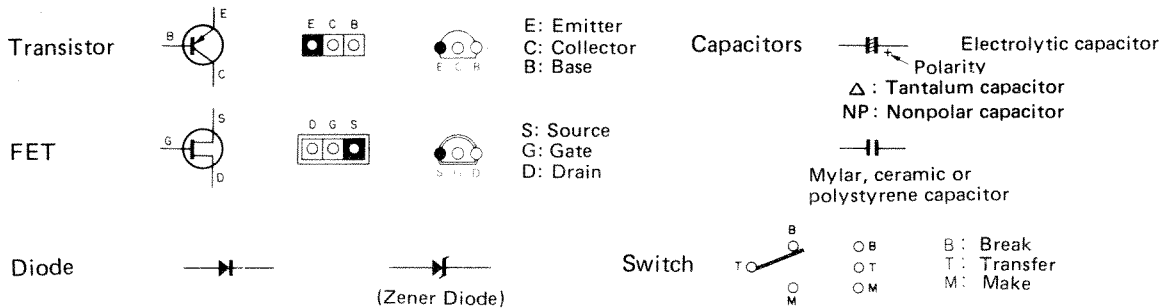 Transistor
B
E
C
E C B
E C B
E: Emitter
C: Collector
B: Base
Capacitors
Electrolytic capacitor
+
Polarity
△: Tantalum capacitor
NP: Nonpolar capacitor
FET
G
S
D
D G S
S G D
S: Source
G: Gate
D: Drain
Mylar, ceramic or
polystyrene capacitor
Diode
(Zener Diode)
Switch
B
T
M
B
T
M
B: Break
T: Transfer
M: Make